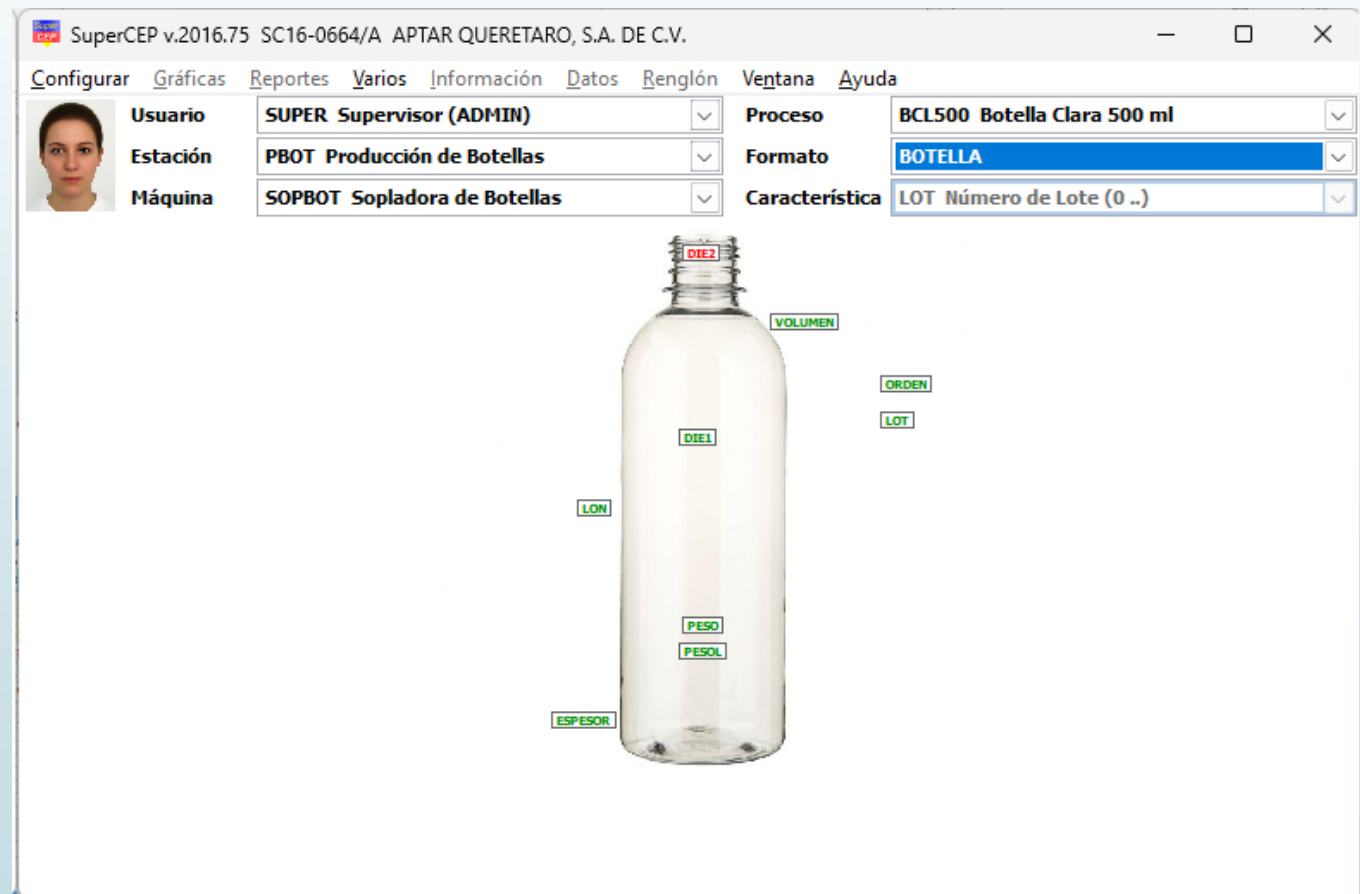 Super CEP
SuperCEP v.2016.75 SC16-0664/A APTAR QUERETARO, S.A. DE C.V.
Configurar Gráficas Reportes Varios Información Datos Renglón Ventana Ayuda
Usuario SUPER Supervisor (ADMIN) Proceso BCL500 Botella Clara 500 ml
Estación PBOT Producción de Botellas Formato BOTELLA
Máquina SOPBOT Sopladora de Botellas Característica LOT Número de Lote (0 ..)
DIE2
VOLUMEN
ORDEN
LOT
DIE1
LON
PESO
PESOL
ESPESOR